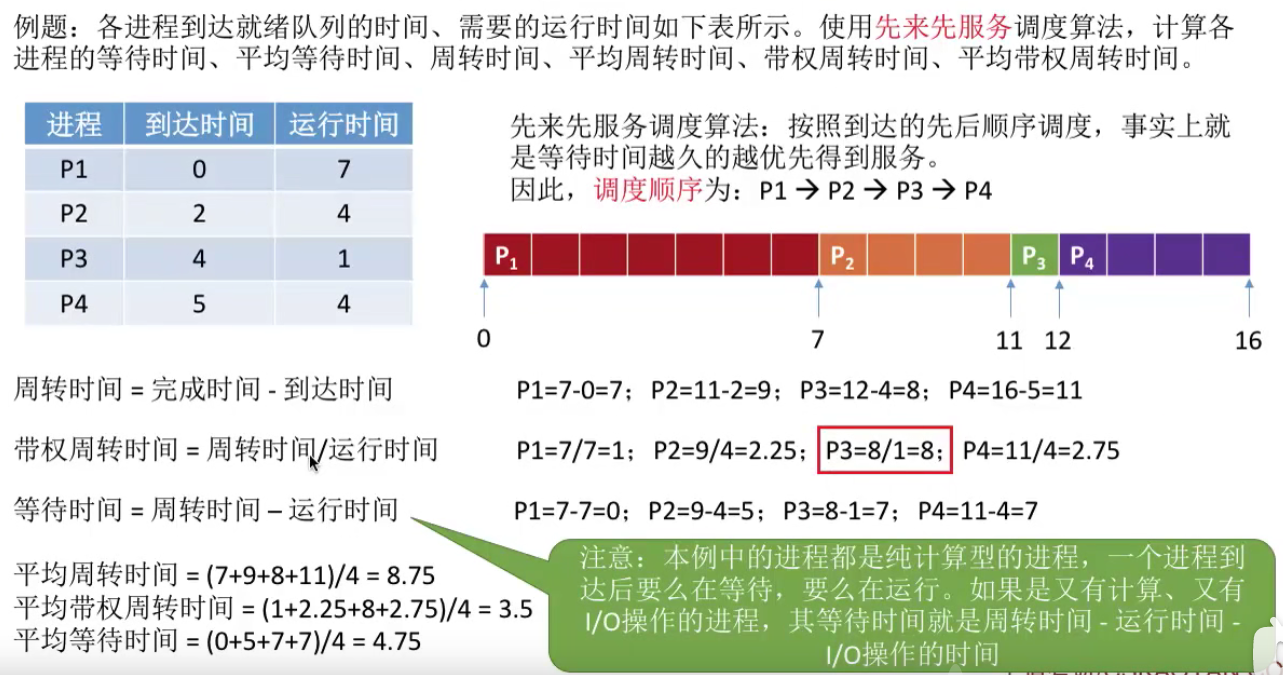 例题：各进程到达就绪队列的时间、需要的运行时间如下表所示。使用先来先服务调度算法，计算各
进程的等待时间、平均等待时间、周转时间、平均周转时间、带权周转时间、平均带权周转时间。
进程 到达时间 运行时间
P1 0 7
P2 2 4
P3 4 1
P4 5 4
先来先服务调度算法：按照到达的先后顺序调度，事实上就
是等待时间越久的越优先得到服务。
因此，调度顺序为：P1 → P2 → P3 → P4
P1 P2 P3 P4
0 7 11 12 16
周转时间 = 完成时间 - 到达时间 P1=7-0=7；P2=11-2=9；P3=12-4=8；P4=16-5=11
带权周转时间 = 周转时间/运行时间 P1=7/7=1；P2=9/4=2.25；P3=8/1=8；P4=11/4=2.75
等待时间 = 周转时间 – 运行时间 P1=7-7=0；P2=9-4=5；P3=8-1=7；P4=11-4=7
平均周转时间 = (7+9+8+11)/4 = 8.75
平均带权周转时间 = (1+2.25+8+2.75)/4 = 3.5
平均等待时间 = (0+5+7+7)/4 = 4.75
注意：本例中的进程都是纯计算型的进程，一个进程到
达后要么在等待，要么在运行。如果是又有计算、又有
I/O操作的进程，其等待时间就是周转时间 - 运行时间 -
I/O操作的时间